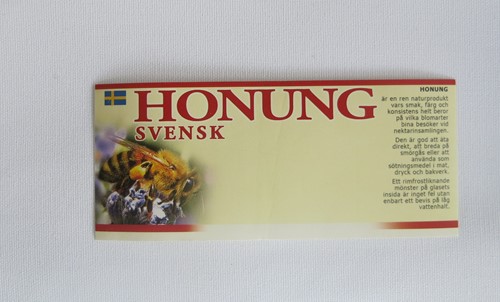 HONUNG
SVENSK
HONUNG
är en ren naturprodukt
vars smak, färg och
konsistens helt beror
på vilka blomarter
bina besöker vid
nektarinsamlingen.
Den är god att äta
direkt, att breda på
smörgås eller att
använda som
sötningsmedel i mat,
dryck och bakverk.
Ett rimfrostliknande
mönster på glasets
insida är inget fel utan
enbart ett bevis på låg
vattenhalt.